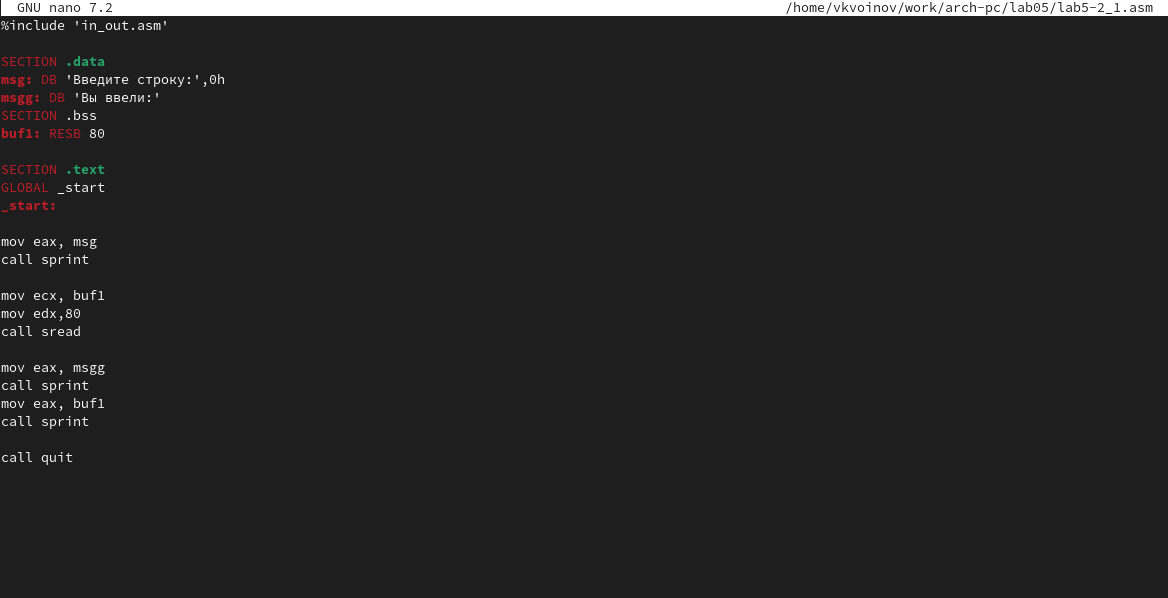 GNU nano 7.2 /home/vkvoinov/work/arch-pc/lab05/lab5-2_1.asm
%include 'in_out.asm'
SECTION .data
msg: DB 'Введите строку:',0h
msgg: DB 'Вы ввели:'
SECTION .bss
buf1: RESB 80
SECTION .text
GLOBAL _start
_start:
mov eax, msg
call sprint
mov ecx, buf1
mov edx,80
call sread
mov eax, msgg
call sprint
mov eax, buf1
call sprint
call quit